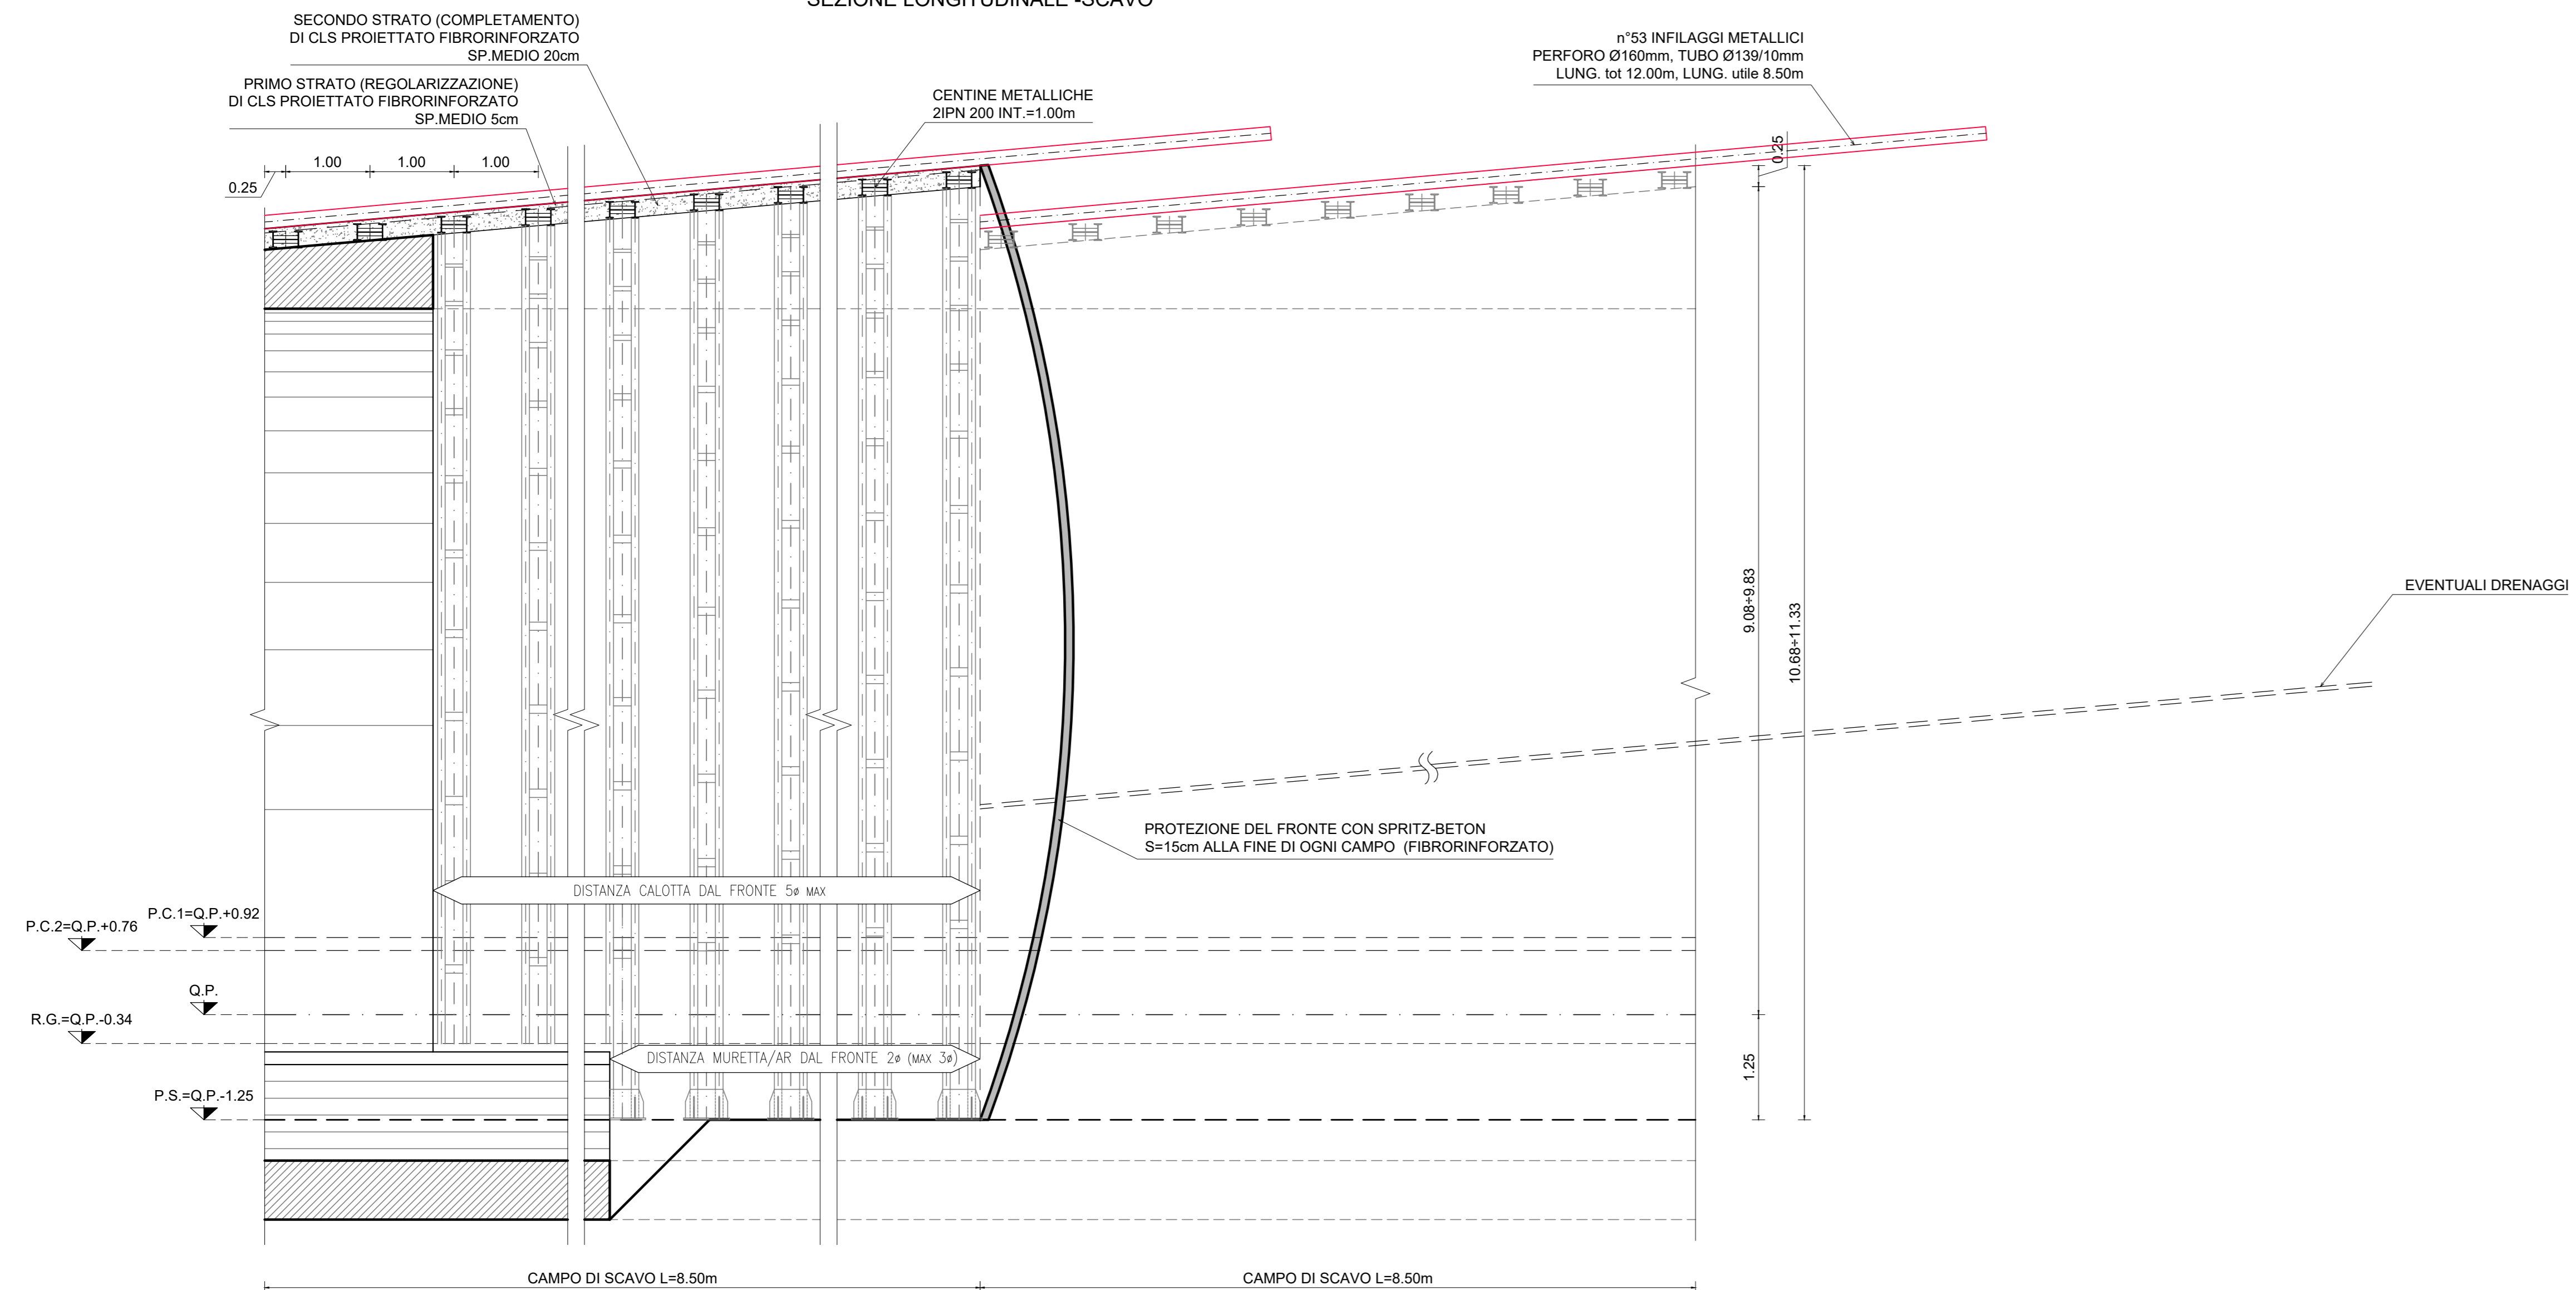 SEZIONE LONGITUDINALE -SCAVO
SECONDO STRATO (COMPLETAMENTO)
DI CLS PROIETTATO FIBRORINFORZATO
SP.MEDIO 20cm
PRIMO STRATO (REGOLARIZZAZIONE)
DI CLS PROIETTATO FIBRORINFORZATO
SP.MEDIO 5cm
CENTINE METALLICHE
2IPN 200 INT.=1.00m
n°53 INFILAGGI METALLICI
PERFORO Ø160mm, TUBO Ø139/10mm
LUNG. tot 12.00m, LUNG. utile 8.50m
0.25
1.00
1.00
1.00
0.25
9.08÷9.83
10.68÷11.33
1.25
EVENTUALI DRENAGGI
PROTEZIONE DEL FRONTE CON SPRITZ-BETON
S=15cm ALLA FINE DI OGNI CAMPO (FIBRORINFORZATO)
DISTANZA CALOTTA DAL FRONTE 5ø MAX
P.C.1=Q.P.+0.92
P.C.2=Q.P.+0.76
Q.P.
R.G.=Q.P.-0.34
DISTANZA MURETTA/AR DAL FRONTE 2ø (MAX 3ø)
P.S.=Q.P.-1.25
CAMPO DI SCAVO L=8.50m
CAMPO DI SCAVO L=8.50m